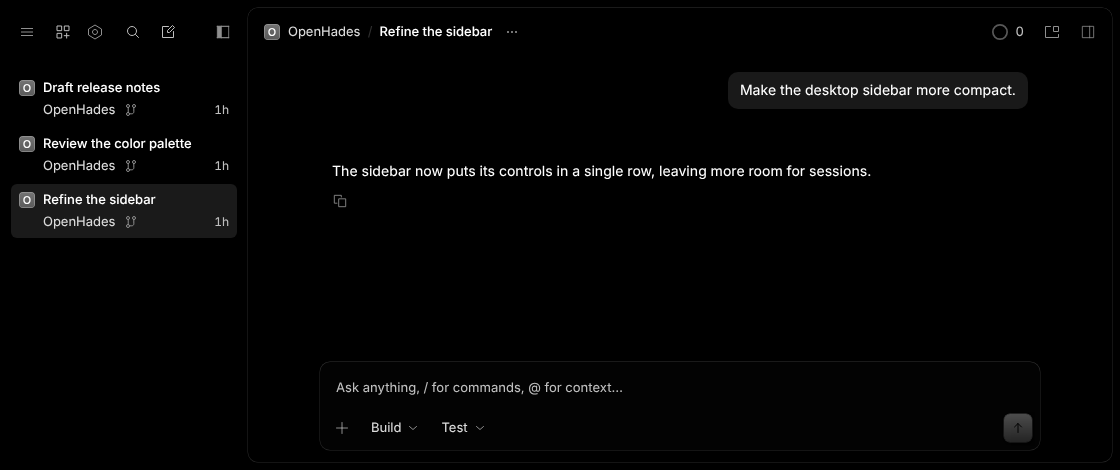 O Draft release notes
OpenHades 1h
O Review the color palette
OpenHades 1h
O Refine the sidebar
OpenHades 1h
O OpenHades / Refine the sidebar ... 0
Make the desktop sidebar more compact.
The sidebar now puts its controls in a single row, leaving more room for sessions.
Ask anything, / for commands, @ for context...
Build Test